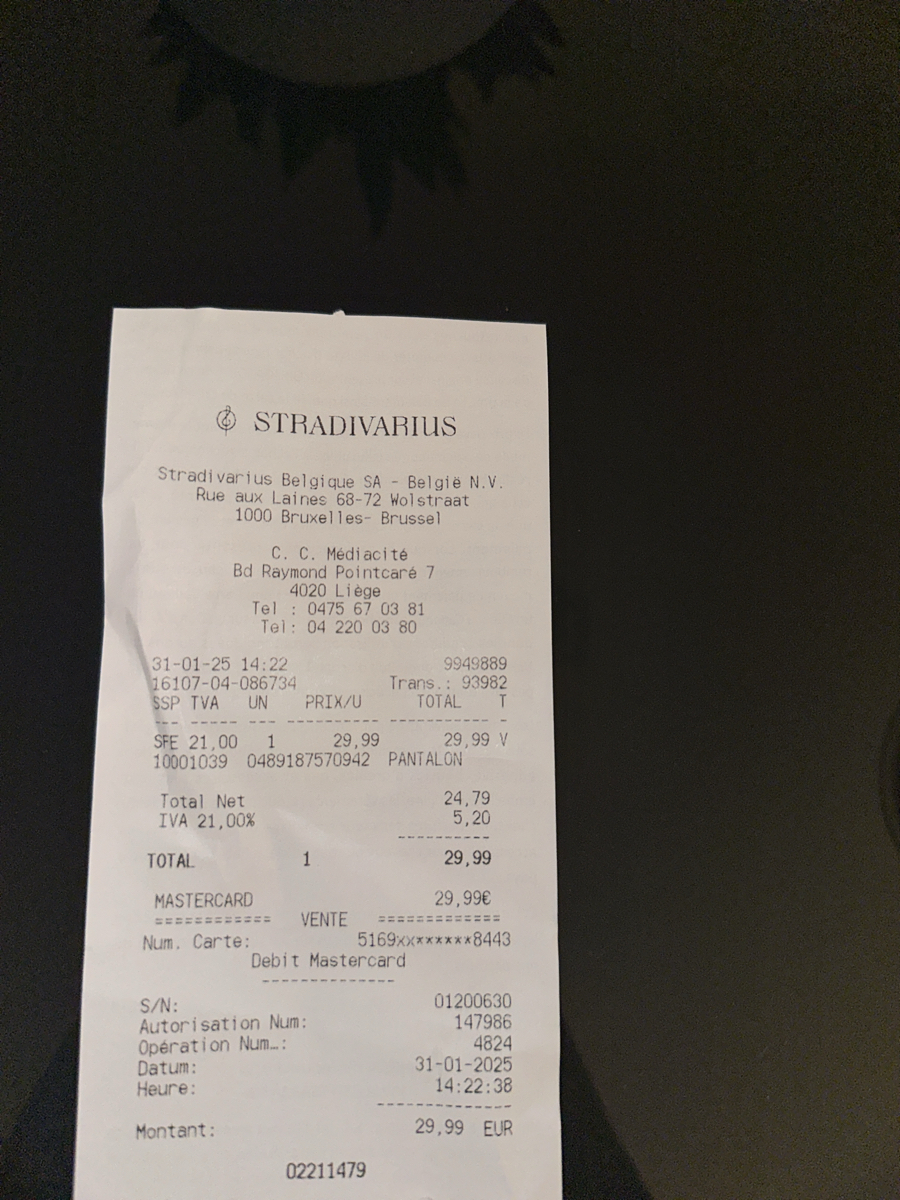 STRADIVARIUS
Stradivarius Belgique SA - België N.V.
Rue aux Laines 68-72 Wolstraat
1000 Bruxelles- Brussel
C. C. Médiacité
Bd Raymond Pointcaré 7
4020 Liège
Tel : 0475 67 03 81
Tel: 04 220 03 80
31-01-25 14:22 9949889
16107-04-086734 Trans.: 93982
SSP TVA UN PRIX/U TOTAL T
--- ----- --- ---------- ----------- -
SFE 21,00 1 29,99 29,99 V
10001039 0489187570942 PANTALON
Total Net 24,79
IVA 21,00% 5,20
----------
TOTAL 1 29,99
MASTERCARD 29,99€
============ VENTE =============
Num. Carte: 5169xx******8443
Debit Mastercard
--------------
S/N: 01200630
Autorisation Num: 147986
Opération Num…: 4824
Datum: 31-01-2025
Heure: 14:22:38
--------------
Montant: 29,99 EUR
02211479